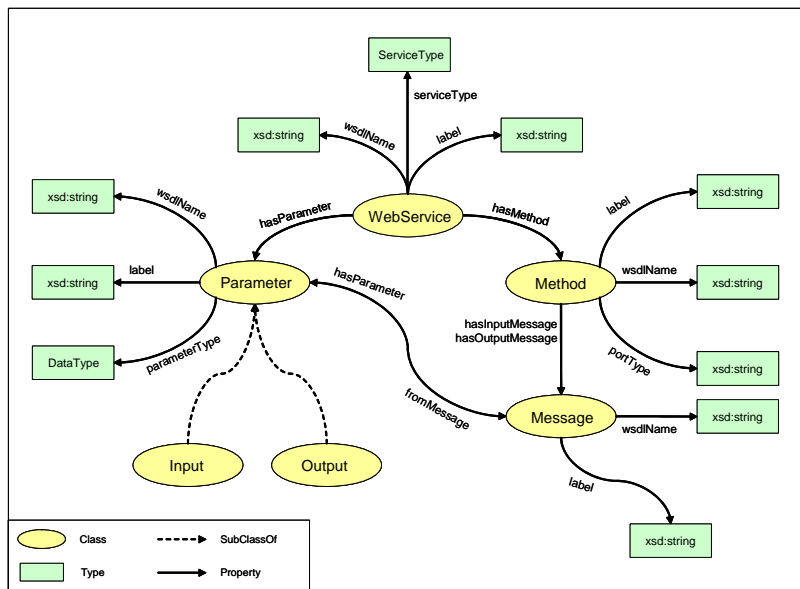 ServiceType
serviceType
xsd:string
wsdlName
label
xsd:string
WebService
hasParameter
hasMethod
xsd:string
wsdlName
xsd:string
label
Parameter
DataType
parameterType
label
xsd:string
Method
wsdlName
xsd:string
portType
xsd:string
hasParameter
fromMessage
hasInputMessage
hasOutputMessage
Message
wsdlName
xsd:string
label
xsd:string
Input
Output
Class
SubClassOf
Type
Property